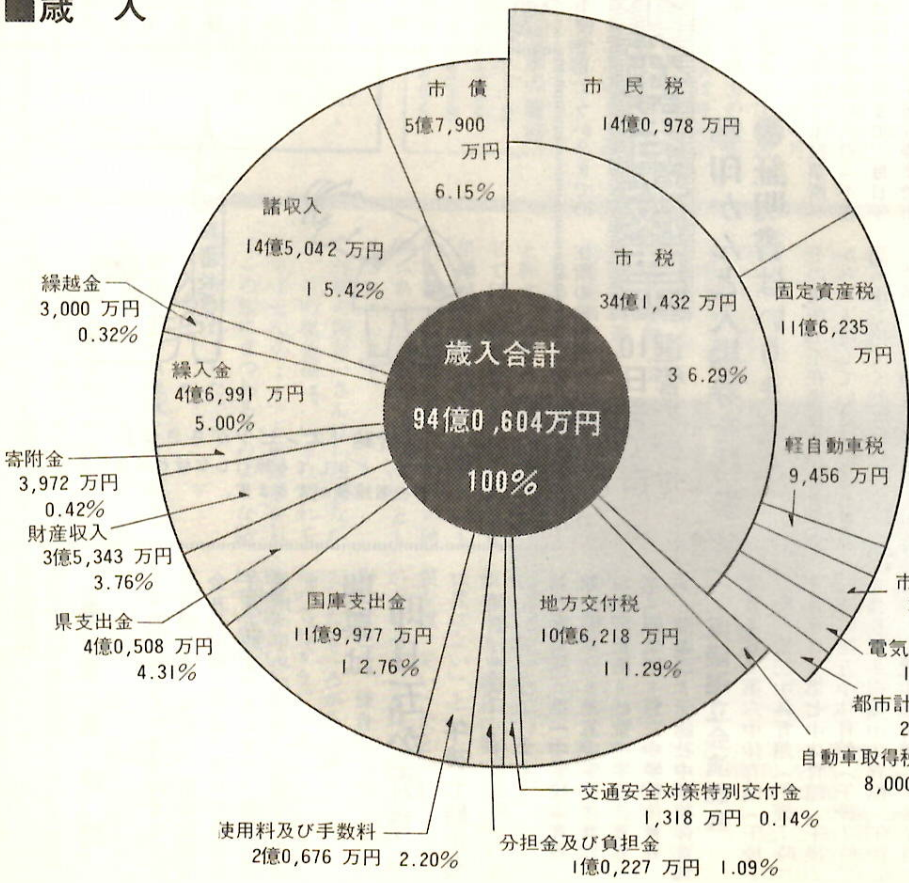 ■歳 入
市 債
5億7,900
万円
6.15%
市 民 税
14億0,978 万円
諸収入
14億5,042 万円
15.42%
市 税
34億1,432 万円
36.29%
固定資産税
11億6,235
万円
繰越金
3,000 万円
0.32%
歳入合計
94億0,604万円
100%
繰入金
4億6,991 万円
5.00%
軽自動車税
9,456 万円
寄附金
3,972 万円
0.42%
財産収入
3億5,343 万円
3.76%
県支出金
4億0,508 万円
4.31%
国庫支出金
11億9,977 万円
12.76%
地方交付税
10億6,218 万円
11.29%
市
電気
1
都市計
2
自動車取得税
8,000
交通安全対策特別交付金
1,318 万円 0.14%
使用料及び手数料
2億0,676 万円 2.20%
分担金及び負担金
1億0,227 万円 1.09%